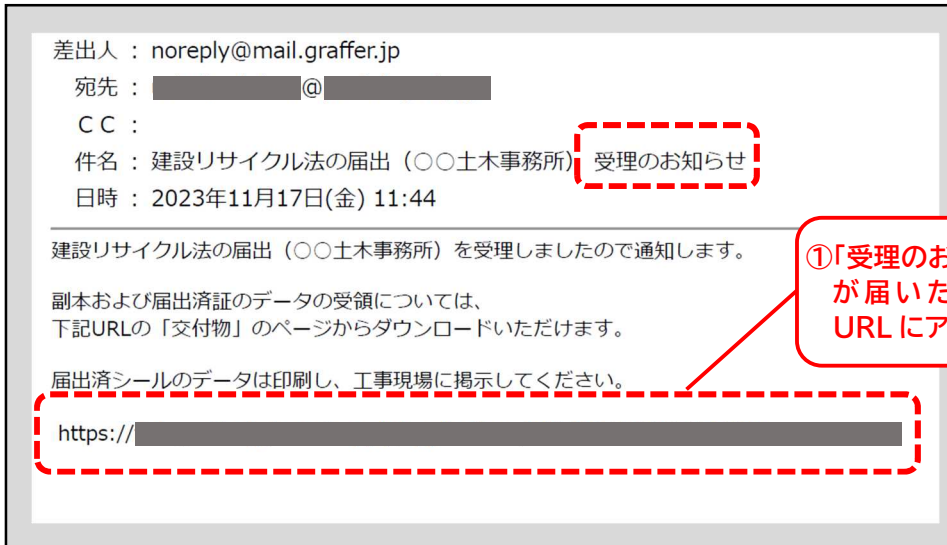 差出人 : noreply@mail.graffer.jp
宛先 : @
CC :
件名 : 建設リサイクル法の届出（○○土木事務所） 受理のお知らせ
日時 : 2023年11月17日(金) 11:44
建設リサイクル法の届出（○○土木事務所）を受理しましたので通知します。
副本および届出済証のデータの受領については、
下記URLの「交付物」のページからダウンロードいただけます。
届出済シールのデータは印刷し、工事現場に掲示してください。
https://
①「受理のお
が届いた
URLにア